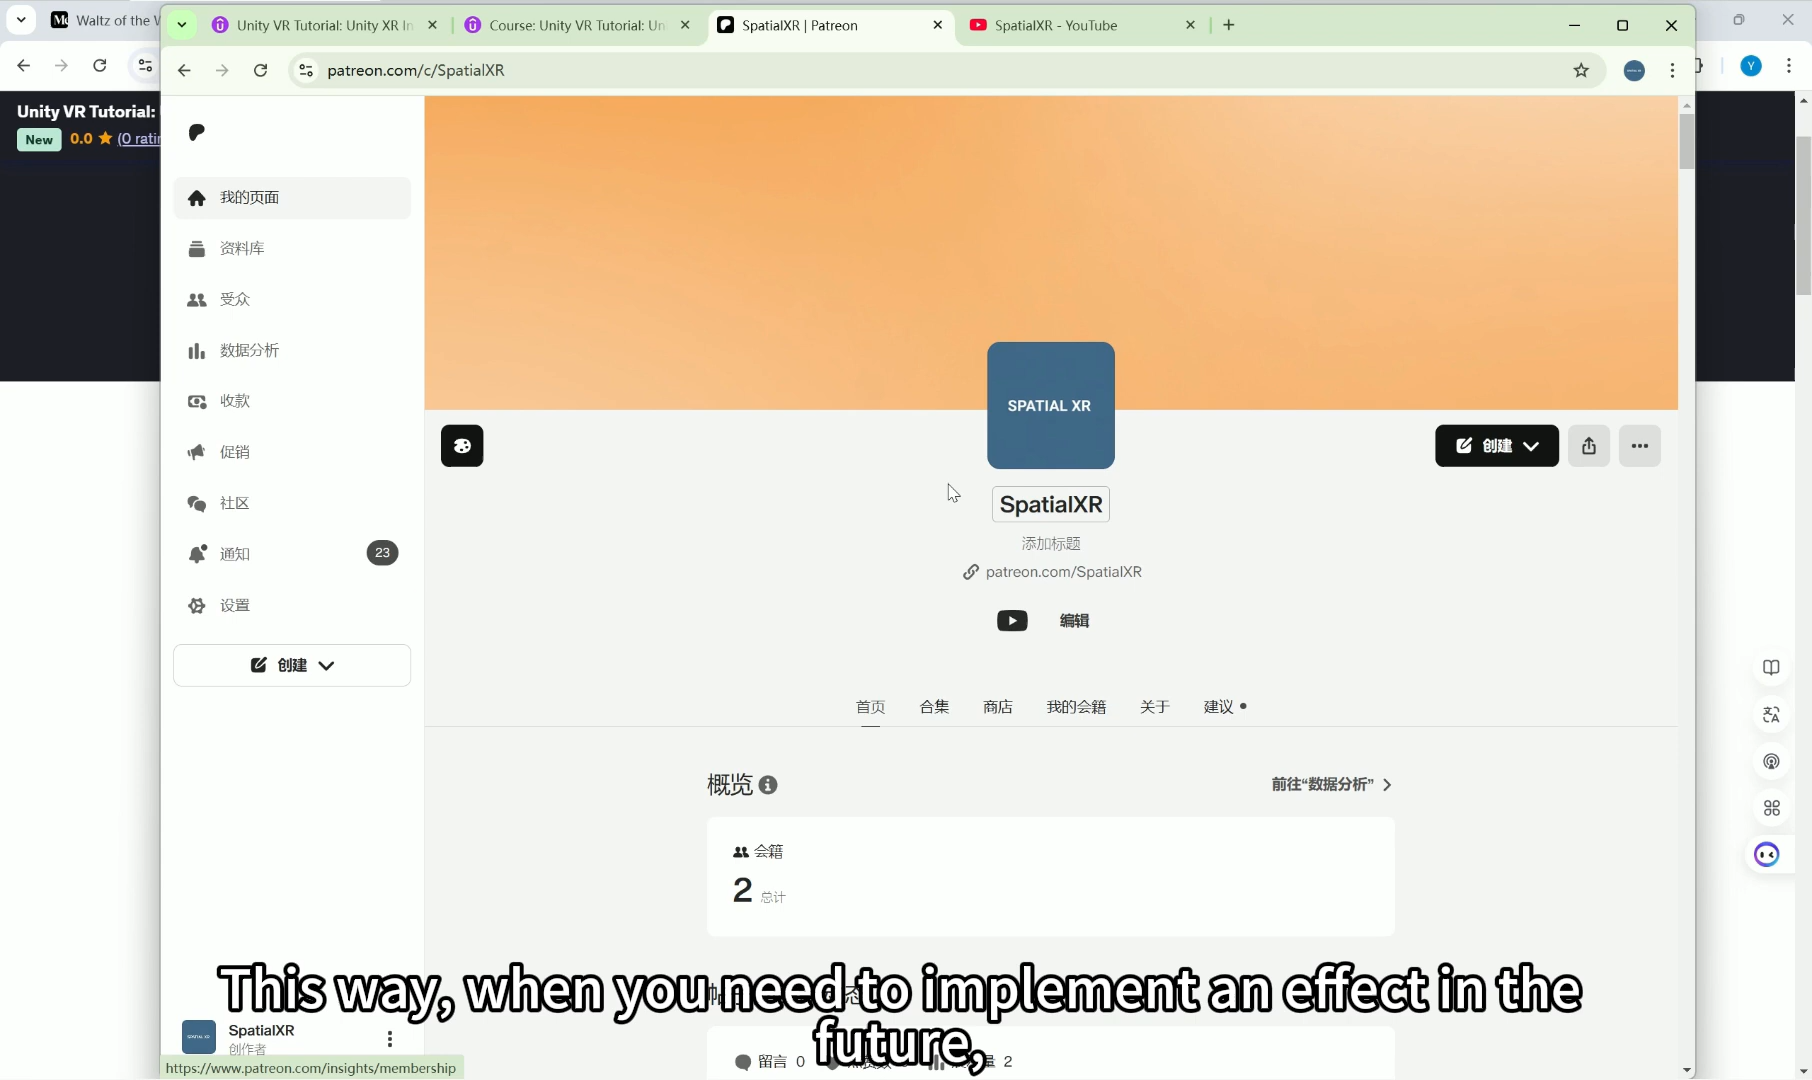 Waltz of the W
Unity VR Tutorial: Unity XR In
Course: Unity VR Tutorial: Un
SpatialXR | Patreon
SpatialXR - YouTube
patreon.com/c/SpatialXR
Y
Unity VR Tutorial:
New 0.0 (0 ratin
我的页面
资料库
受众
数据分析
收款
促销
社区
通知 23
设置
创建
SPATIAL XR
创建
SpatialXR
添加标题
patreon.com/SpatialXR
编辑
首页 合集 商店 我的会籍 关于 建议
概览
前往“数据分析”
会籍
2 总计
This way, when you need to implement an effect in the
future,
留言 0
2
SpatialXR
创作者
https://www.patreon.com/insights/membership